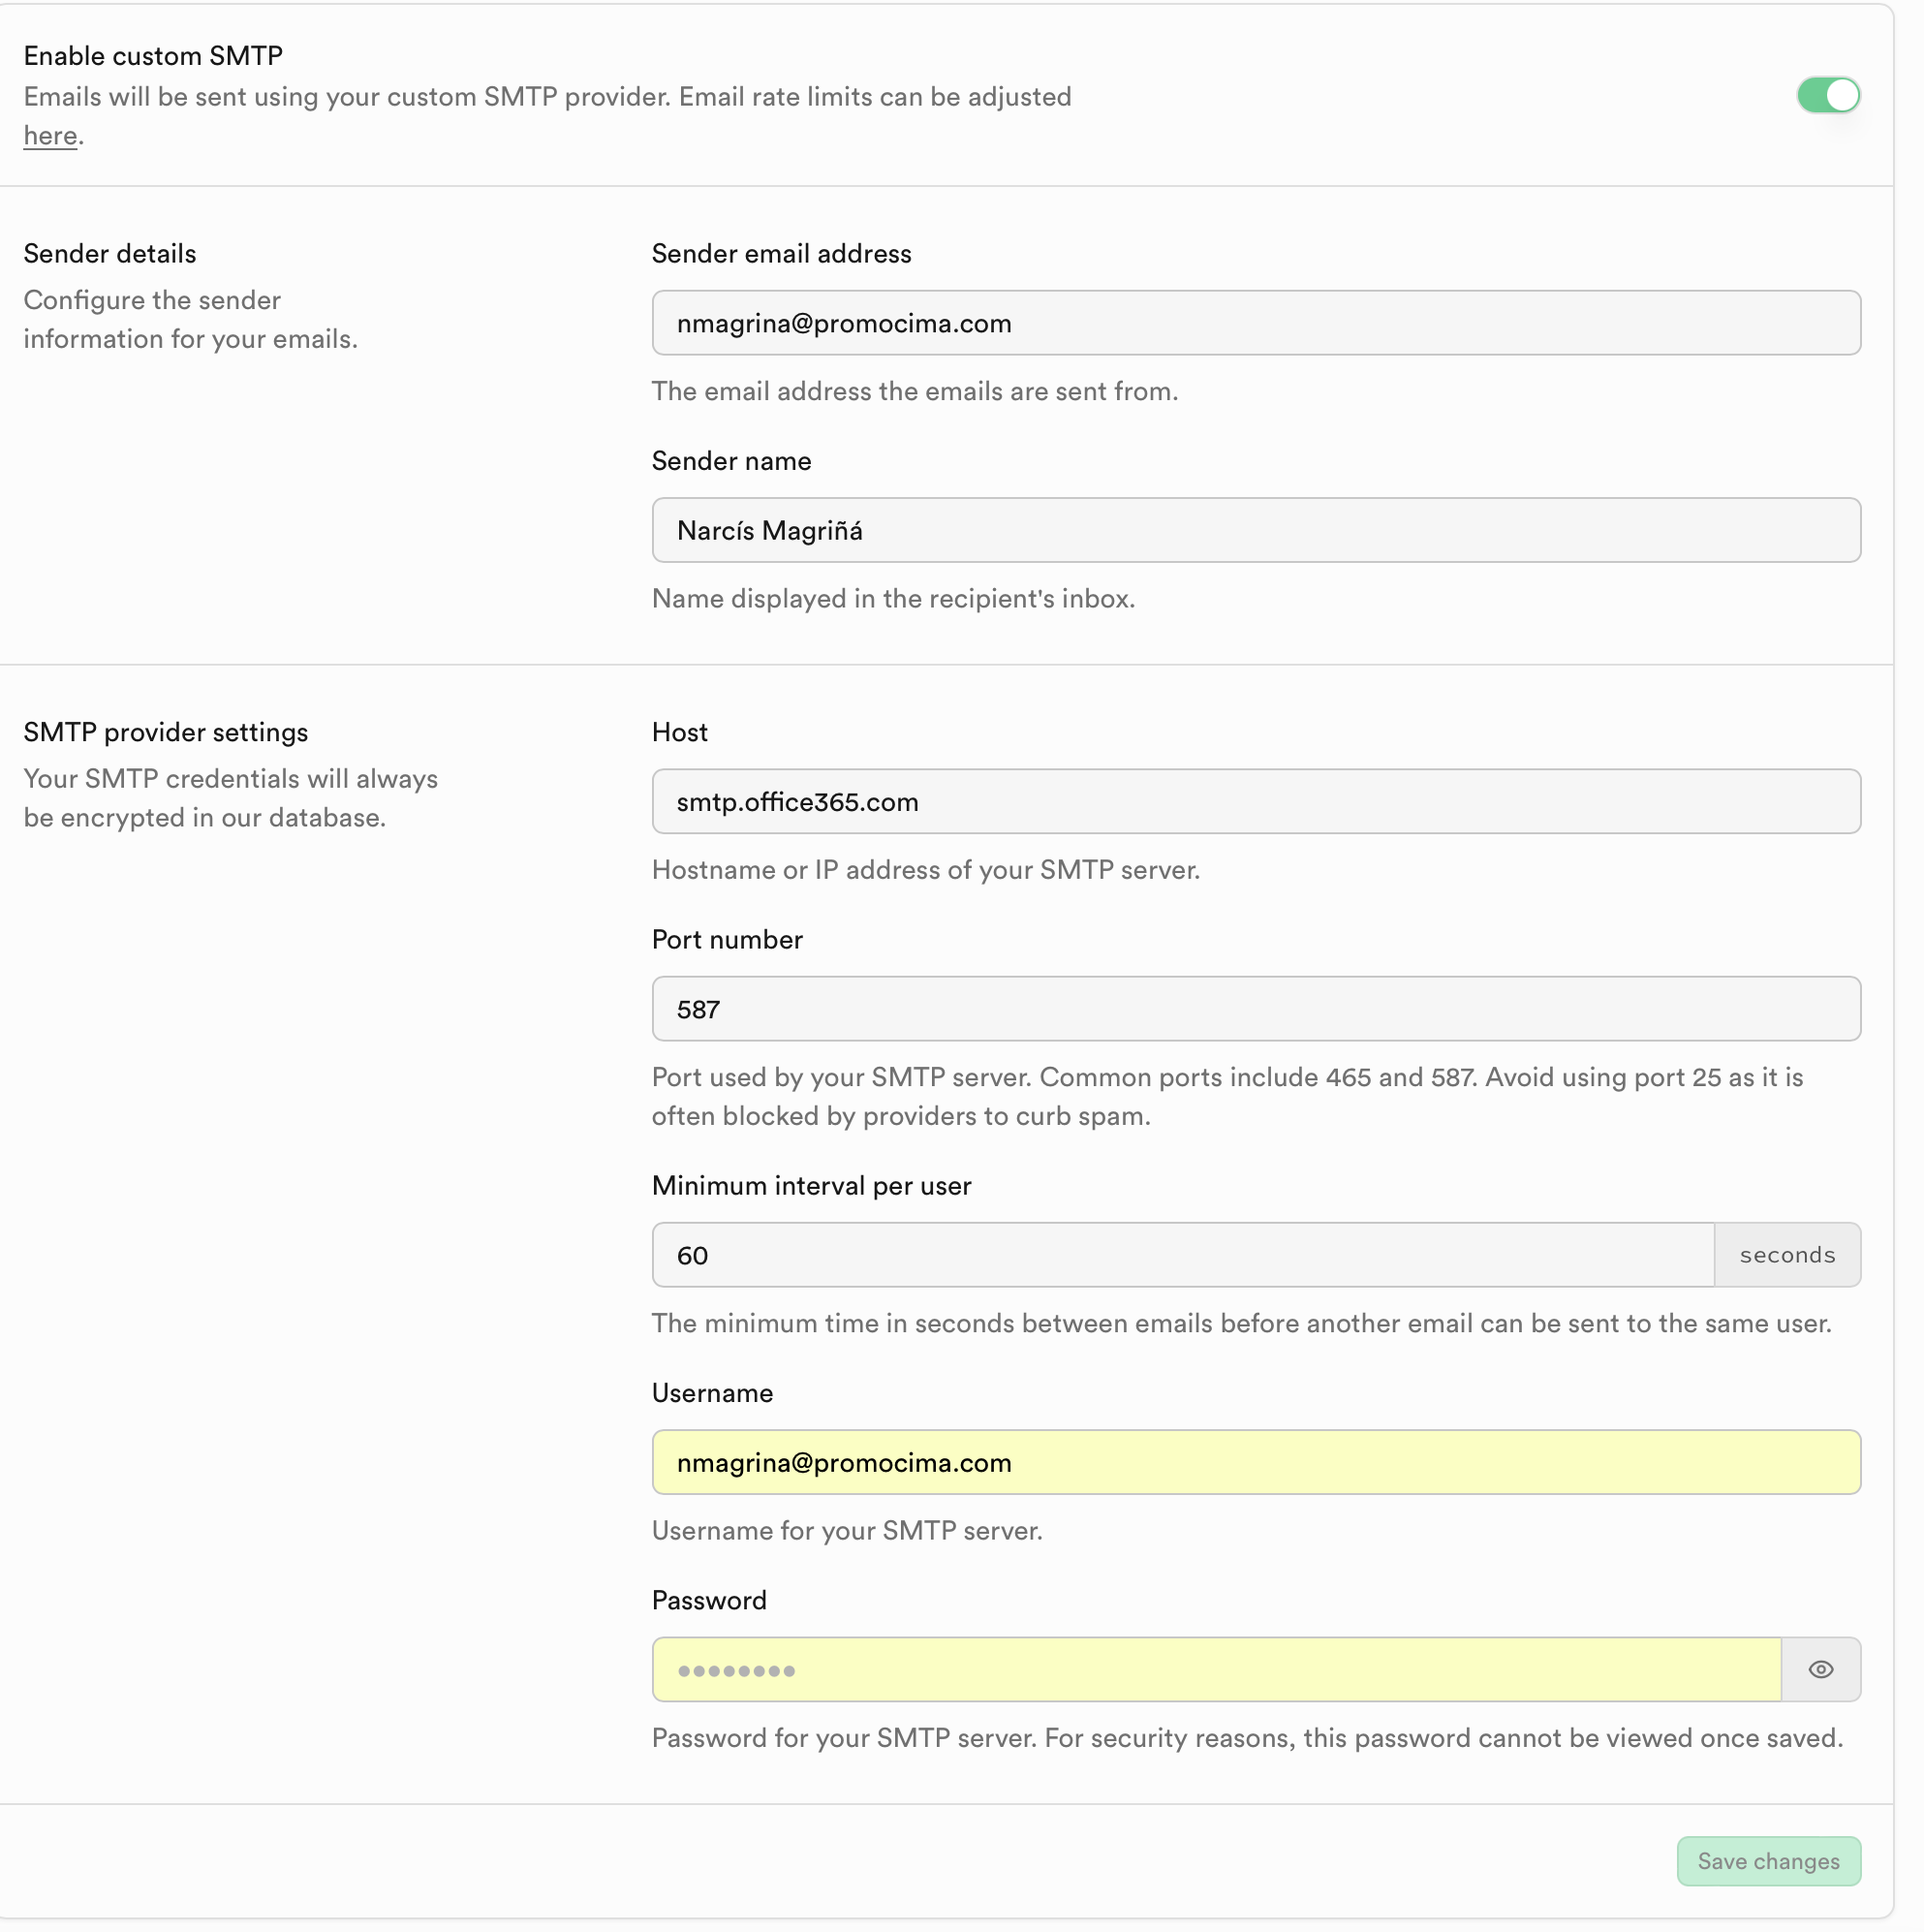 Enable custom SMTP
Emails will be sent using your custom SMTP provider. Email rate limits can be adjusted
here.
Sender details
Configure the sender
information for your emails.
Sender email address
nmagrina@promocima.com
The email address the emails are sent from.
Sender name
Narcís Magriñá
Name displayed in the recipient's inbox.
SMTP provider settings
Your SMTP credentials will always
be encrypted in our database.
Host
smtp.office365.com
Hostname or IP address of your SMTP server.
Port number
587
Port used by your SMTP server. Common ports include 465 and 587. Avoid using port 25 as it is
often blocked by providers to curb spam.
Minimum interval per user
60
seconds
The minimum time in seconds between emails before another email can be sent to the same user.
Username
nmagrina@promocima.com
Username for your SMTP server.
Password
••••••••
Password for your SMTP server. For security reasons, this password cannot be viewed once saved.
Save changes